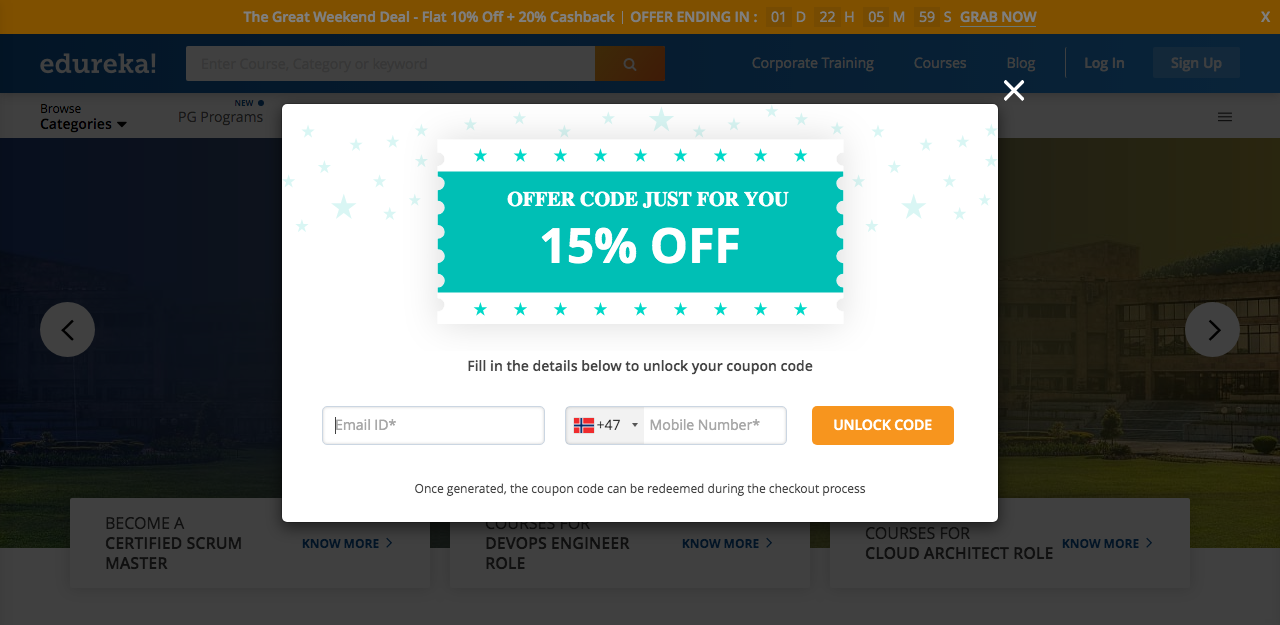 The Great Weekend Deal - Flat 10% Off + 20% Cashback | OFFER ENDING IN : 01 D 22 H 05 M 59 S GRAB NOW X
edureka!
Enter Course, Category or keyword
Corporate Training
Courses
Blog
Log In
Sign Up
Browse
Categories
NEW
PG Programs
OFFER CODE JUST FOR YOU
15% OFF
Fill in the details below to unlock your coupon code
Email ID*
+47
Mobile Number*
UNLOCK CODE
Once generated, the coupon code can be redeemed during the checkout process
BECOME A
CERTIFIED SCRUM
MASTER
KNOW MORE
COURSES FOR
DEVOPS ENGINEER
ROLE
KNOW MORE
COURSES FOR
CLOUD ARCHITECT ROLE
KNOW MORE